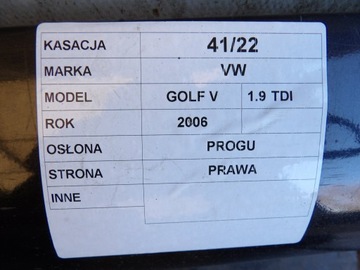 KASACJA 41/22
MARKA VW
MODEL GOLF V 1.9 TDI
ROK 2006
OSŁONA PROGU
STRONA PRAWA
INNE